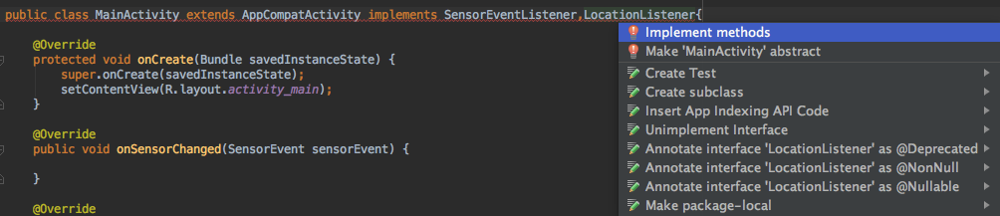 public class MainActivity extends AppCompatActivity implements SensorEventListener,LocationListener{
@Override
protected void onCreate(Bundle savedInstanceState) {
super.onCreate(savedInstanceState);
setContentView(R.layout.activity_main);
}
@Override
public void onSensorChanged(SensorEvent sensorEvent) {
}
@Override
Implement methods
Make 'MainActivity' abstract
Create Test
Create subclass
Insert App Indexing API Code
Unimplement Interface
Annotate interface 'LocationListener' as @Deprecated
Annotate interface 'LocationListener' as @NonNull
Annotate interface 'LocationListener' as @Nullable
Make package-local